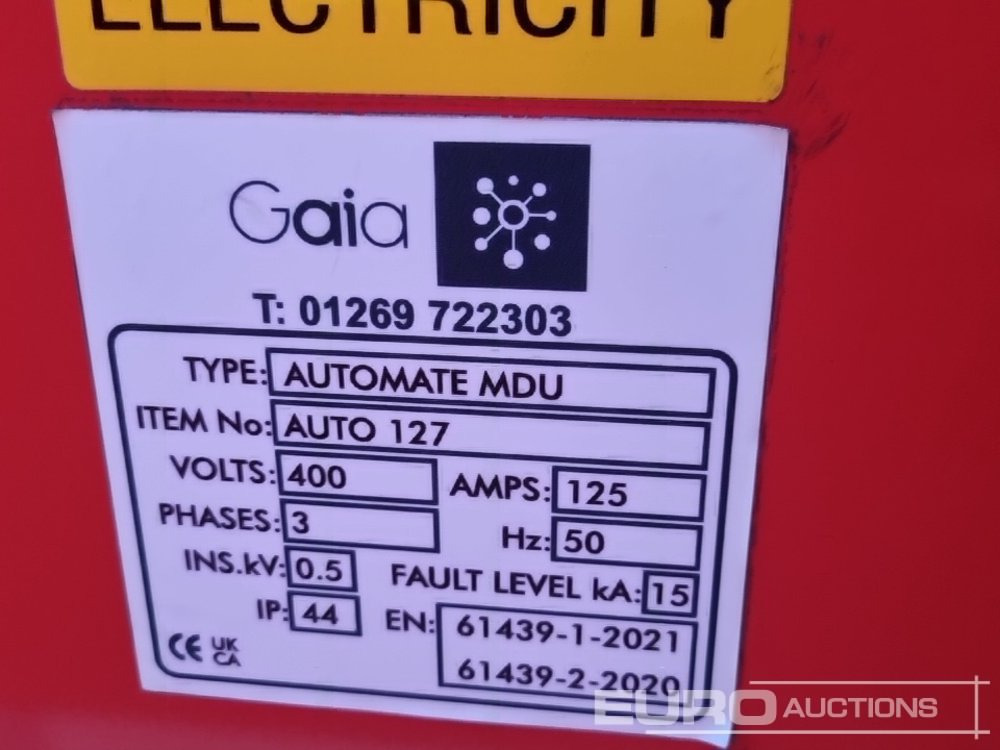 ELECTRICITY
Gaia
T: 01269 722303
TYPE: AUTOMATE MDU
ITEM No: AUTO 127
VOLTS: 400 AMPS: 125
PHASES: 3 Hz: 50
INS.kV: 0.5 FAULT LEVEL kA: 15
IP: 44 EN: 61439-1-2021
61439-2-2020
CE UK CA
EURO AUCTIONS